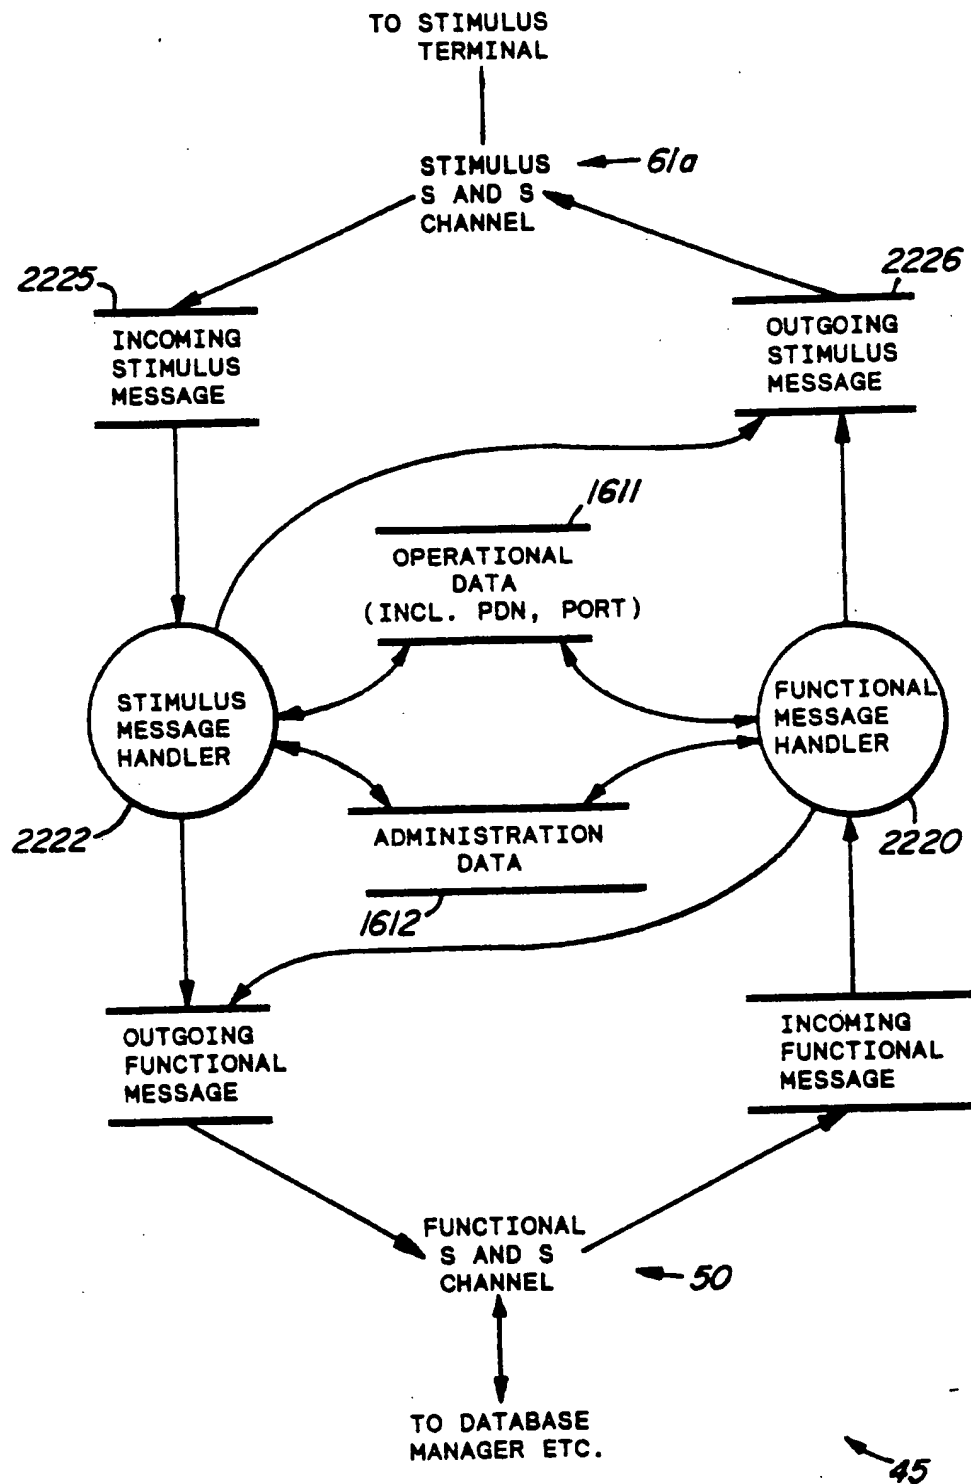 TO STIMULUS
TERMINAL
STIMULUS
S AND S
CHANNEL
61a
2225
2226
INCOMING
STIMULUS
MESSAGE
OUTGOING
STIMULUS
MESSAGE
1611
OPERATIONAL
DATA
(INCL. PDN, PORT)
STIMULUS
MESSAGE
HANDLER
FUNCTIONAL
MESSAGE
HANDLER
2222
2220
ADMINISTRATION
DATA
1612
OUTGOING
FUNCTIONAL
MESSAGE
INCOMING
FUNCTIONAL
MESSAGE
FUNCTIONAL
S AND S
CHANNEL
50
TO DATABASE
MANAGER ETC.
45